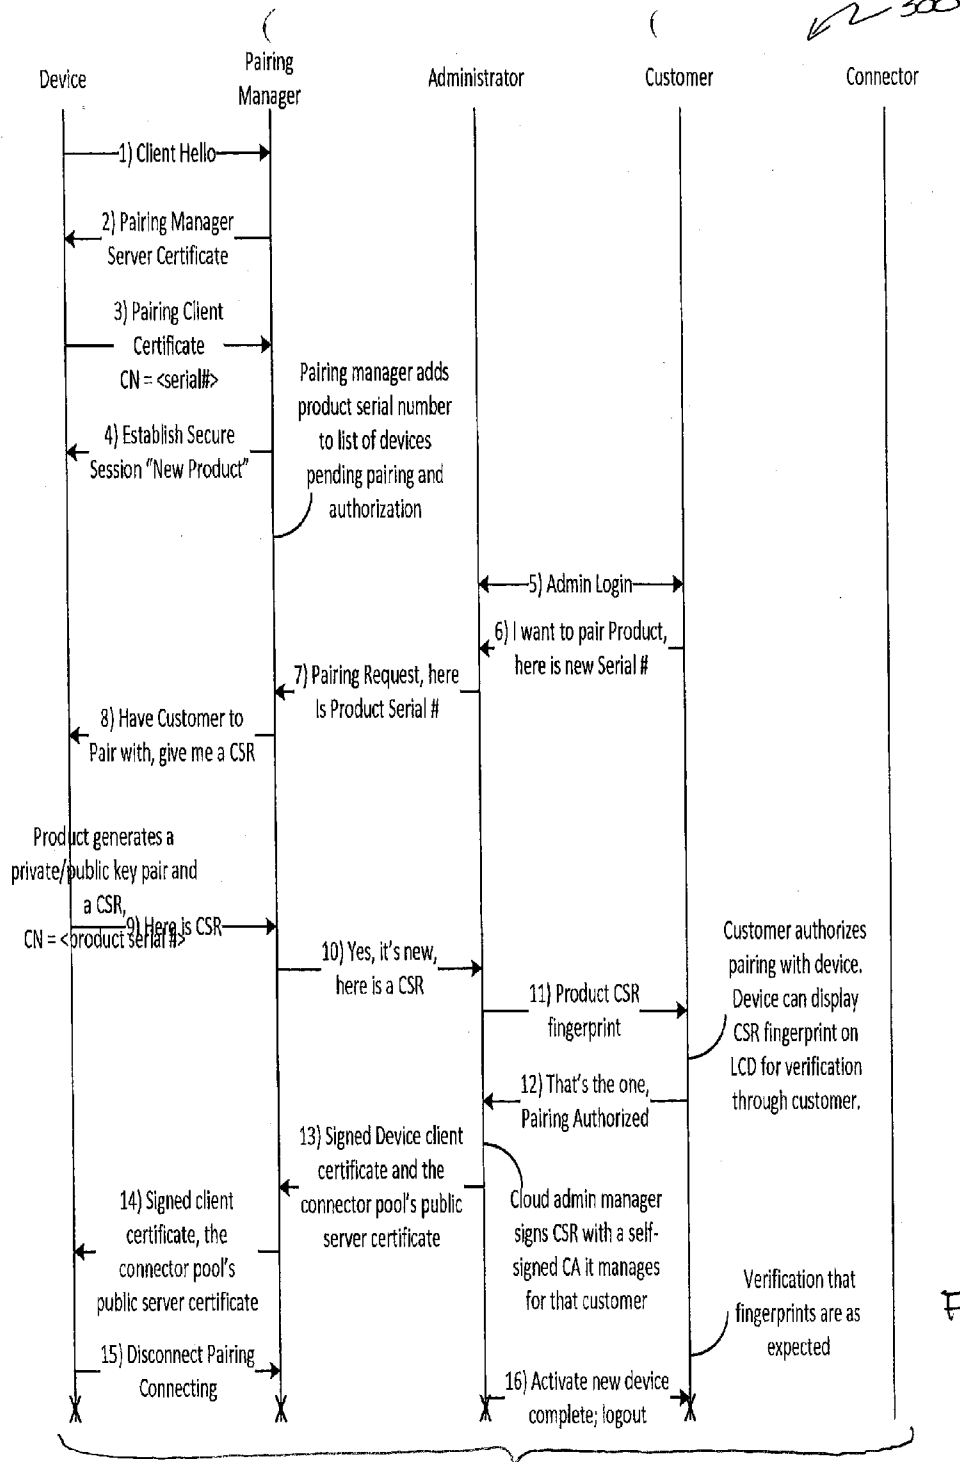 300
Device
Pairing
Manager
Administrator
Customer
Connector
1) Client Hello
2) Pairing Manager
Server Certificate
3) Pairing Client
Certificate
CN = <serial#>
4) Establish Secure
Session "New Product"
Pairing manager adds
product serial number
to list of devices
pending pairing and
authorization
5) Admin Login
6) I want to pair Product,
here is new Serial #
7) Pairing Request, here
Is Product Serial #
8) Have Customer to
Pair with, give me a CSR
Product generates a
private/public key pair and
a CSR,
CN = <product serial #>
9) Here is CSR
10) Yes, it's new,
here is a CSR
11) Product CSR
fingerprint
Customer authorizes
pairing with device.
Device can display
CSR fingerprint on
LCD for verification
through customer.
12) That's the one,
Pairing Authorized
13) Signed Device client
certificate and the
connector pool's public
server certificate
Cloud admin manager
signs CSR with a self-
signed CA it manages
for that customer
14) Signed client
certificate, the
connector pool's
public server certificate
Verification that
fingerprints are as
expected
15) Disconnect Pairing
Connecting
16) Activate new device
complete; logout